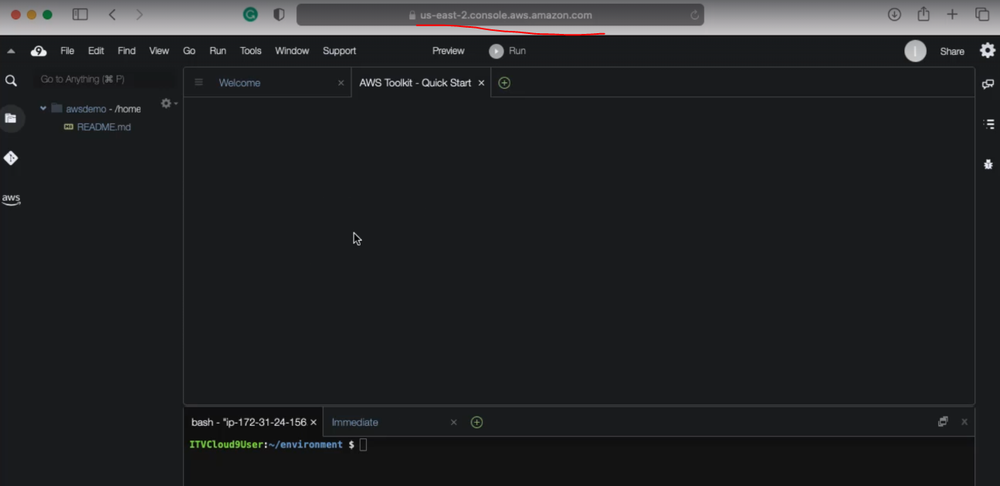 us-east-2.console.aws.amazon.com
9 File Edit Find View Go Run Tools Window Support Preview Run Share
Go to Anything (⌘ P)
Welcome × AWS Toolkit - Quick Start ×
awsdemo - /home
README.md
aws
bash - "ip-172-31-24-156 × Immediate ×
ITVCloud9User:~/environment $